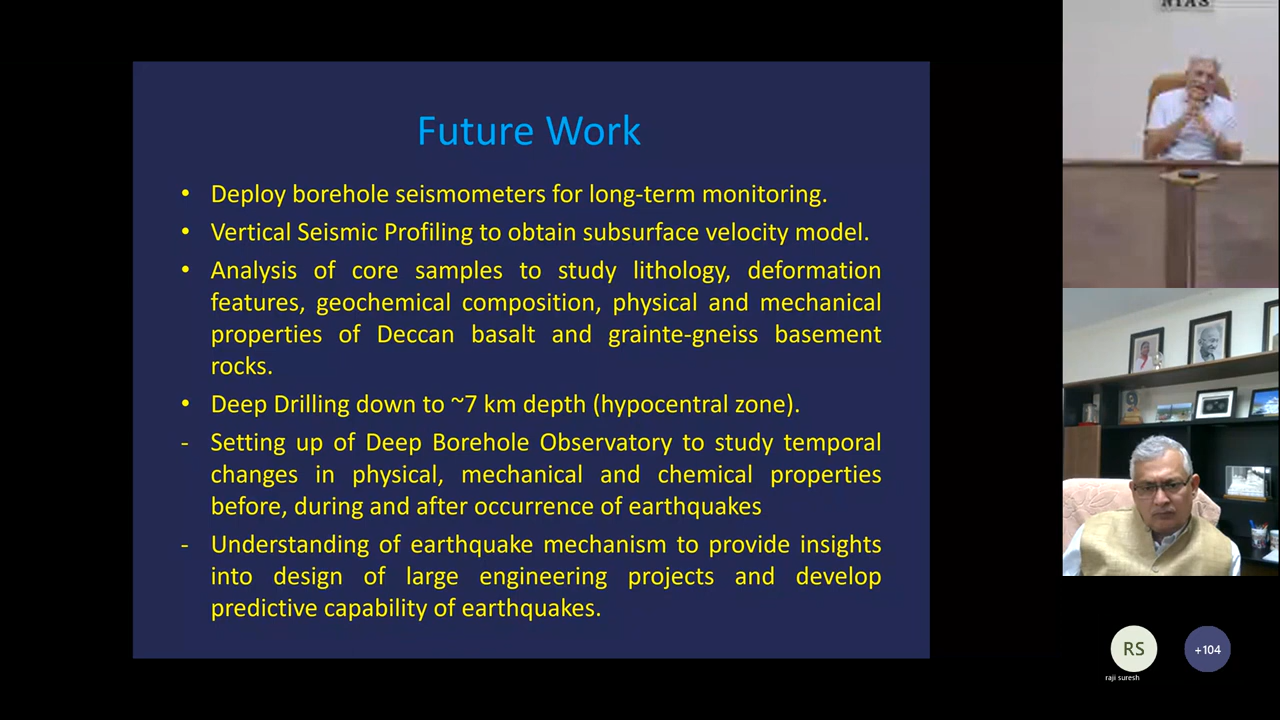 NIAS
Future Work
• Deploy borehole seismometers for long-term monitoring.
• Vertical Seismic Profiling to obtain subsurface velocity model.
• Analysis of core samples to study lithology, deformation
features, geochemical composition, physical and mechanical
properties of Deccan basalt and grainte-gneiss basement
rocks.
• Deep Drilling down to ~7 km depth (hypocentral zone).
- Setting up of Deep Borehole Observatory to study temporal
changes in physical, mechanical and chemical properties
before, during and after occurrence of earthquakes
- Understanding of earthquake mechanism to provide insights
into design of large engineering projects and develop
predictive capability of earthquakes.
RS
+104
raji suresh